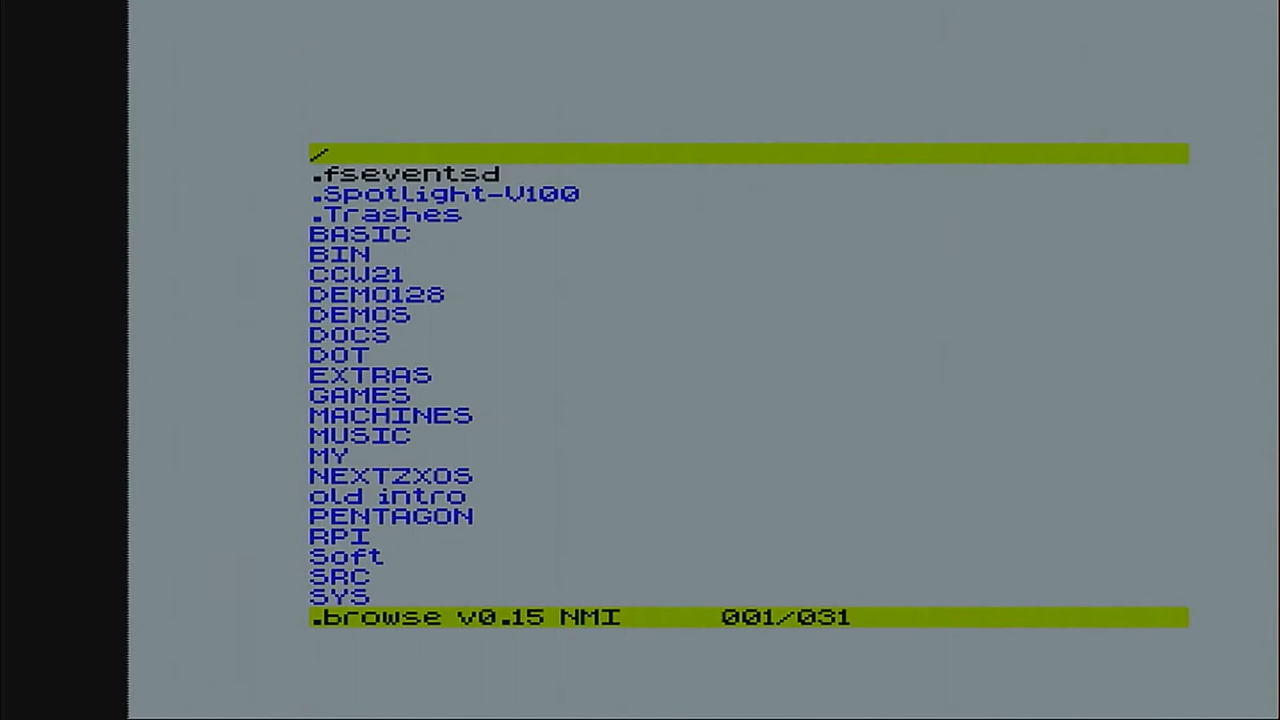 /
.fseventsd
.Spotlight-V100
.Trashes
BASIC
BIN
CCW21
DEMO128
DEMOS
DOCS
DOT
EXTRAS
GAMES
MACHINES
MUSIC
MY
NEXTZXOS
old intro
PENTAGON
RPI
Soft
SRC
SYS
.browse v0.15 NMI 001/031